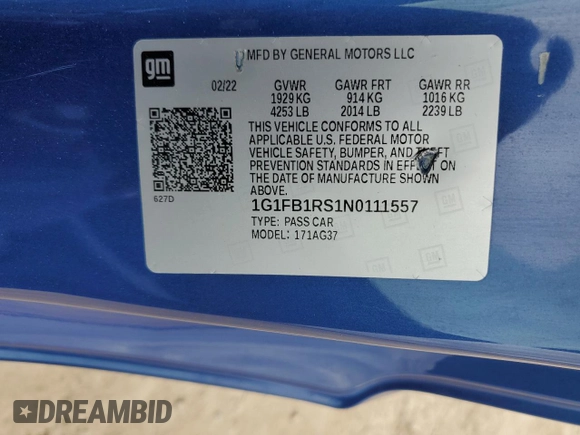 gm
MFD BY GENERAL MOTORS LLC
02/22 GVWR GAWR FRT GAWR RR
1929 KG 914 KG 1016 KG
4253 LB 2014 LB 2239 LB
THIS VEHICLE CONFORMS TO ALL
APPLICABLE U.S. FEDERAL MOTOR
VEHICLE SAFETY, BUMPER, AND THEFT
PREVENTION STANDARDS IN EFFECT ON
THE DATE OF MANUFACTURE SHOWN
ABOVE.
627D
1G1FB1RS1N0111557
TYPE: PASS CAR
MODEL: 171AG37
DREAMBID